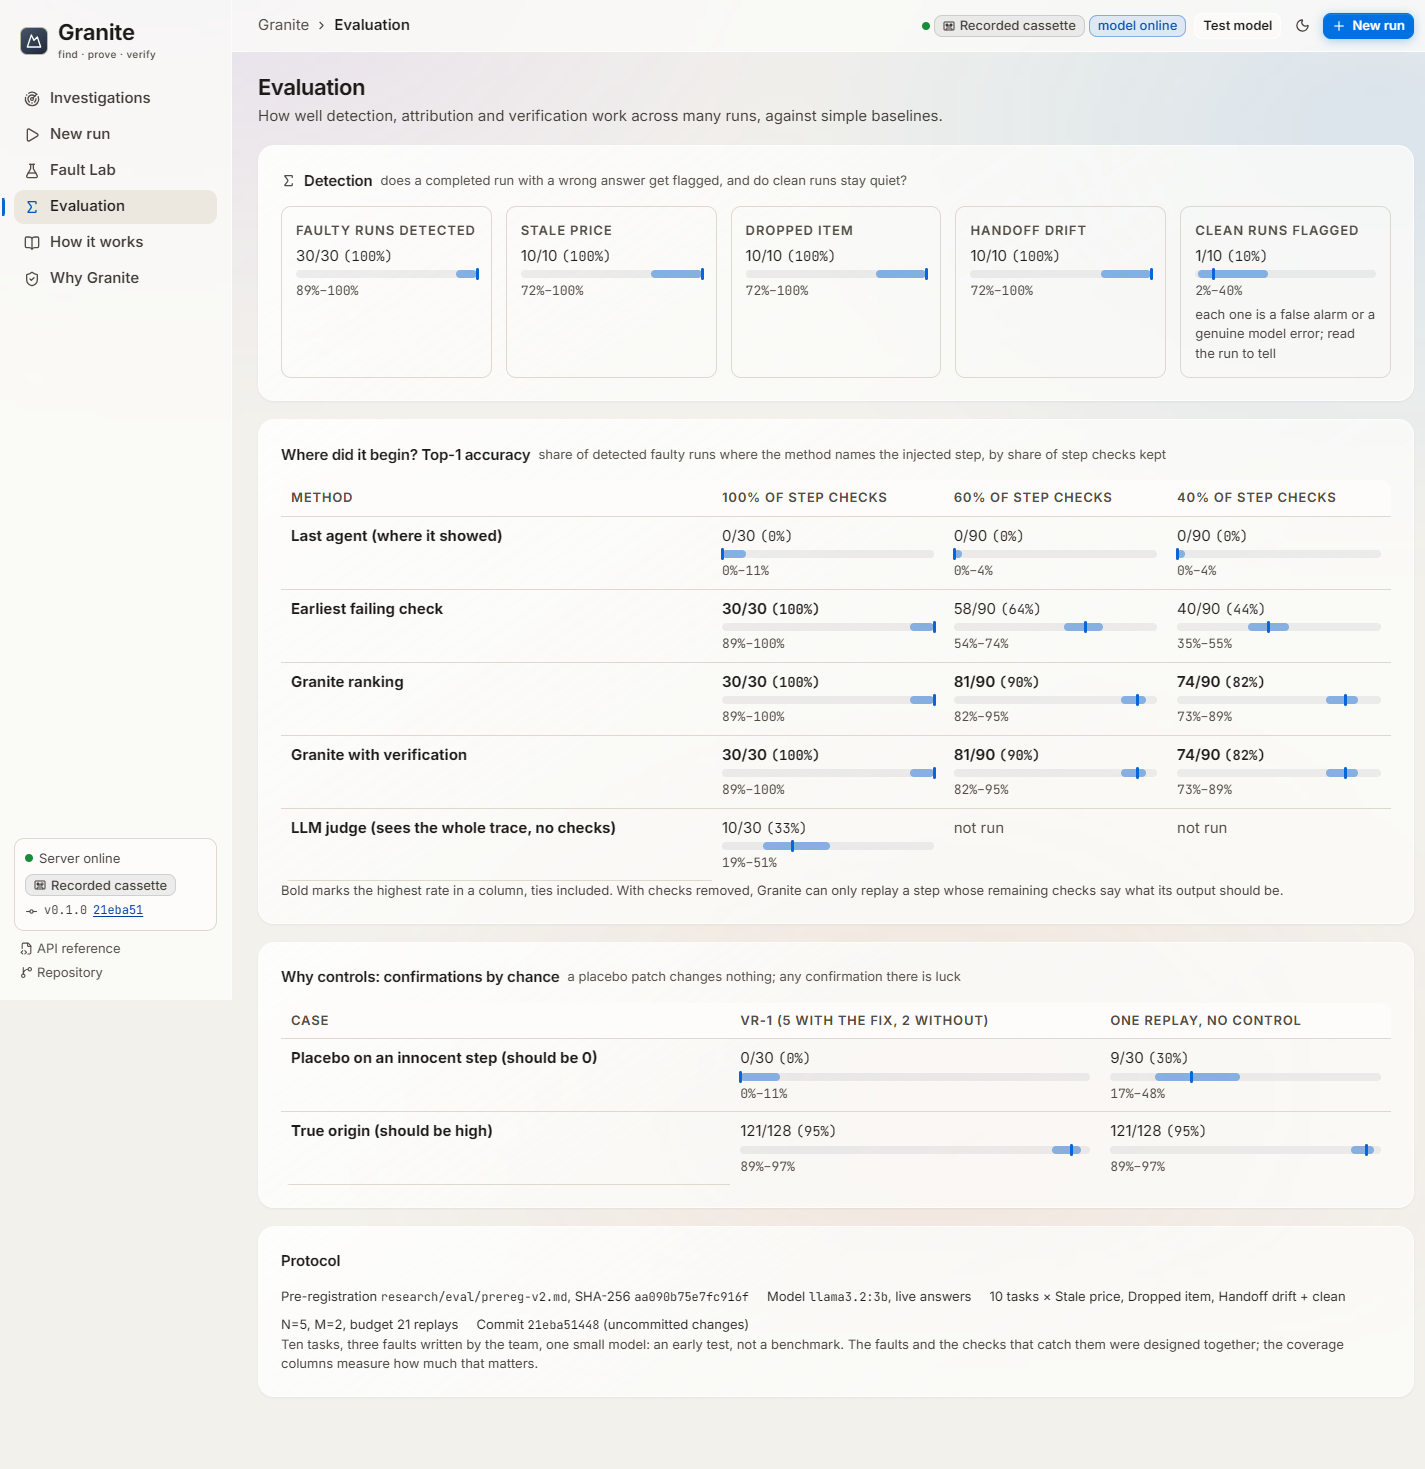 Granite
find · prove · verify
Investigations
New run
Fault Lab
Evaluation
How it works
Why Granite
Server online
Recorded cassette
v0.1.0 21eba51
API reference
Repository
Granite › Evaluation
Recorded cassette
model online
Test model
+ New run
Evaluation
How well detection, attribution and verification work across many runs, against simple baselines.
Σ Detection does a completed run with a wrong answer get flagged, and do clean runs stay quiet?
FAULTY RUNS DETECTED
30/30 (100%)
89%–100%
STALE PRICE
10/10 (100%)
72%–100%
DROPPED ITEM
10/10 (100%)
72%–100%
HANDOFF DRIFT
10/10 (100%)
72%–100%
CLEAN RUNS FLAGGED
1/10 (10%)
2%–40%
each one is a false alarm or a
genuine model error; read
the run to tell
Where did it begin? Top-1 accuracy share of detected faulty runs where the method names the injected step, by share of step checks kept
METHOD 100% OF STEP CHECKS 60% OF STEP CHECKS 40% OF STEP CHECKS
Last agent (where it showed) 0/30 (0%) 0/90 (0%) 0/90 (0%)
0%–11% 0%–4% 0%–4%
Earliest failing check 30/30 (100%) 58/90 (64%) 40/90 (44%)
89%–100% 54%–74% 35%–55%
Granite ranking 30/30 (100%) 81/90 (90%) 74/90 (82%)
89%–100% 82%–95% 73%–89%
Granite with verification 30/30 (100%) 81/90 (90%) 74/90 (82%)
89%–100% 82%–95% 73%–89%
LLM judge (sees the whole trace, no checks) 10/30 (33%) not run not run
19%–51%
Bold marks the highest rate in a column, ties included. With checks removed, Granite can only replay a step whose remaining checks say what its output should be.
Why controls: confirmations by chance a placebo patch changes nothing; any confirmation there is luck
CASE VR-1 (5 WITH THE FIX, 2 WITHOUT) ONE REPLAY, NO CONTROL
Placebo on an innocent step (should be 0) 0/30 (0%) 9/30 (30%)
0%–11% 17%–48%
True origin (should be high) 121/128 (95%) 121/128 (95%)
89%–97% 89%–97%
Protocol
Pre-registration research/eval/prereg-v2.md, SHA-256 aa090b75e7fc916f Model llama3.2:3b, live answers 10 tasks × Stale price, Dropped item, Handoff drift + clean
N=5, M=2, budget 21 replays Commit 21eba51448 (uncommitted changes)
Ten tasks, three faults written by the team, one small model: an early test, not a benchmark. The faults and the checks that catch them were designed together; the coverage
columns measure how much that matters.